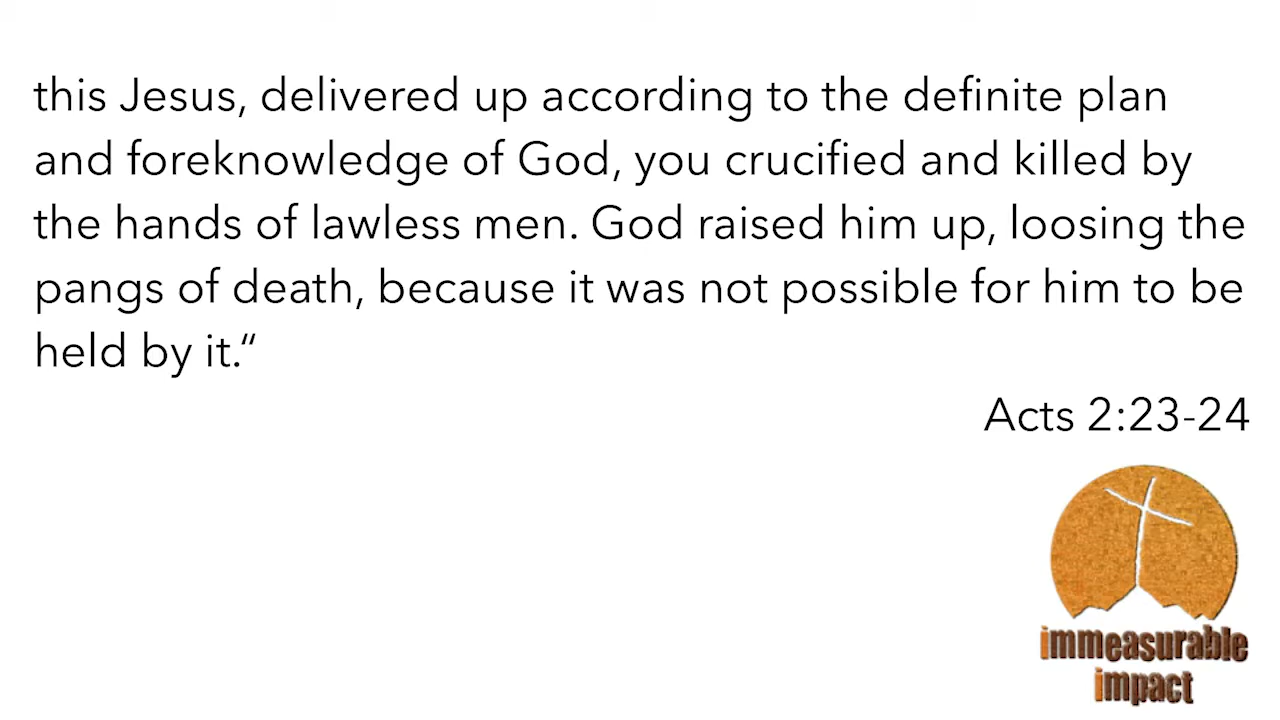 this Jesus, delivered up according to the definite plan
and foreknowledge of God, you crucified and killed by
the hands of lawless men. God raised him up, loosing the
pangs of death, because it was not possible for him to be
held by it.“
Acts 2:23-24
immeasurable
impact